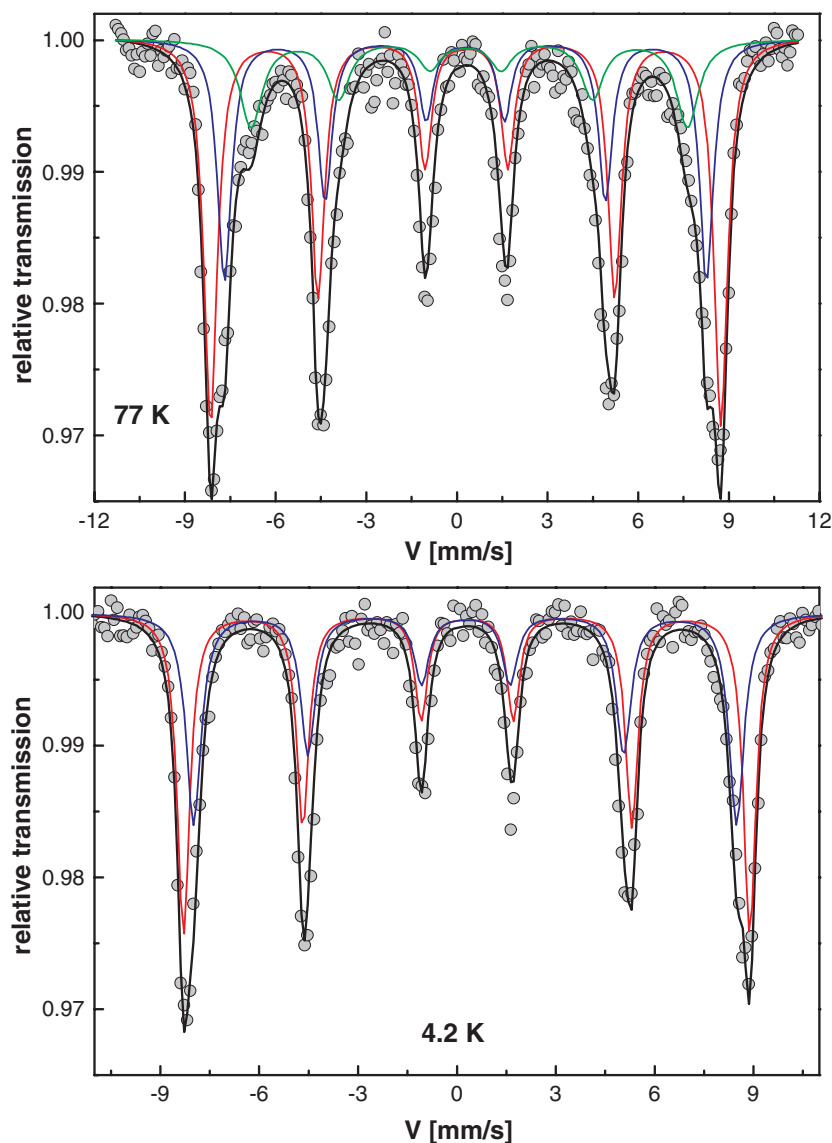 1.00
0.99
0.98
0.97
relative transmission
77 K
-12 -9 -6 -3 0 3 6 9 12
V [mm/s]
1.00
0.99
0.98
0.97
relative transmission
4.2 K
-9 -6 -3 0 3 6 9
V [mm/s]